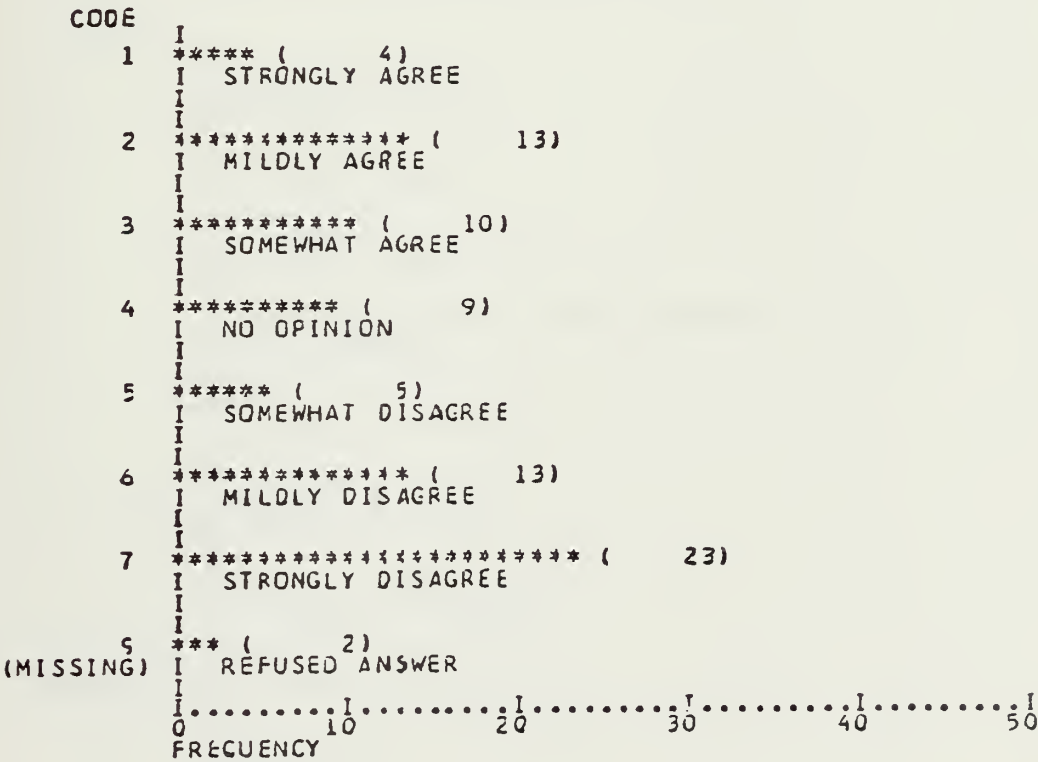 CODE
I
1 ***** ( 4)
I STRONGLY AGREE
I
I
2 ************** ( 13)
I MILDLY AGREE
I
I
3 *********** ( 10)
I SOMEWHAT AGREE
I
I
4 ********** ( 9)
I NO OPINION
I
I
5 ****** ( 5)
I SOMEWHAT DISAGREE
I
I
6 ************** ( 13)
I MILDLY DISAGREE
I
I
7 ************************ ( 23)
I STRONGLY DISAGREE
I
I
9 *** ( 2)
(MISSING) I REFUSED ANSWER
I
I.........I.........I.........I.........I.........I
0 10 20 30 40 50
FREQUENCY